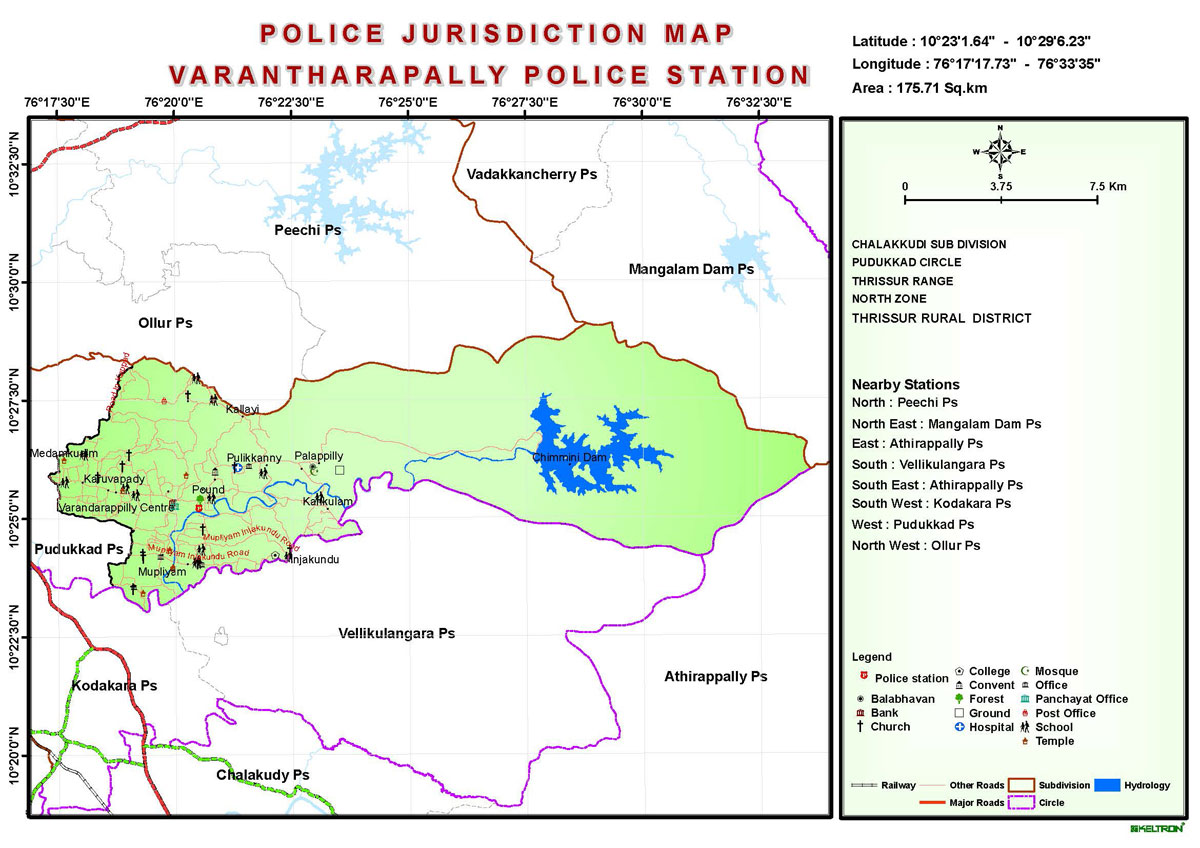 POLICE JURISDICTION MAP
VARANTHARAPALLY POLICE STATION
Latitude : 10°23'1.64" - 10°29'6.23"
Longitude : 76°17'17.73" - 76°33'35"
Area : 175.71 Sq.km
76°17'30"E 76°20'0"E 76°22'30"E 76°25'0"E 76°27'30"E 76°30'0"E 76°32'30"E
10°32'30"N
10°30'0"N
10°27'30"N
10°25'0"N
10°22'30"N
10°20'0"N
Vadakkancherry Ps
Peechi Ps
Mangalam Dam Ps
Ollur Ps
Kallayi
Medamkulam
Pulikkanny
Palappilly
Chimmini Dam
Karuvapady
Pound
Varandarappilly Centre
Karikulam
Mupliyam Injakundu Road
Pudukkad Ps
Mupliyam Injakundu Road
Injakundu
Mupliyam
Vellikulangara Ps
Athirappally Ps
Kodakara Ps
Chalakudy Ps
N
W E
S
0 3.75 7.5 Km
CHALAKKUDI SUB DIVISION
PUDUKKAD CIRCLE
THRISSUR RANGE
NORTH ZONE
THRISSUR RURAL DISTRICT
Nearby Stations
North : Peechi Ps
North East : Mangalam Dam Ps
East : Athirappally Ps
South : Vellikulangara Ps
South East : Athirappally Ps
South West : Kodakara Ps
West : Pudukkad Ps
North West : Ollur Ps
Legend
Police station
Balabhavan
Bank
Church
College
Convent
Forest
Ground
Hospital
Mosque
Office
Panchayat Office
Post Office
School
Temple
Railway Other Roads Subdivision Hydrology
Major Roads Circle
KELTRON